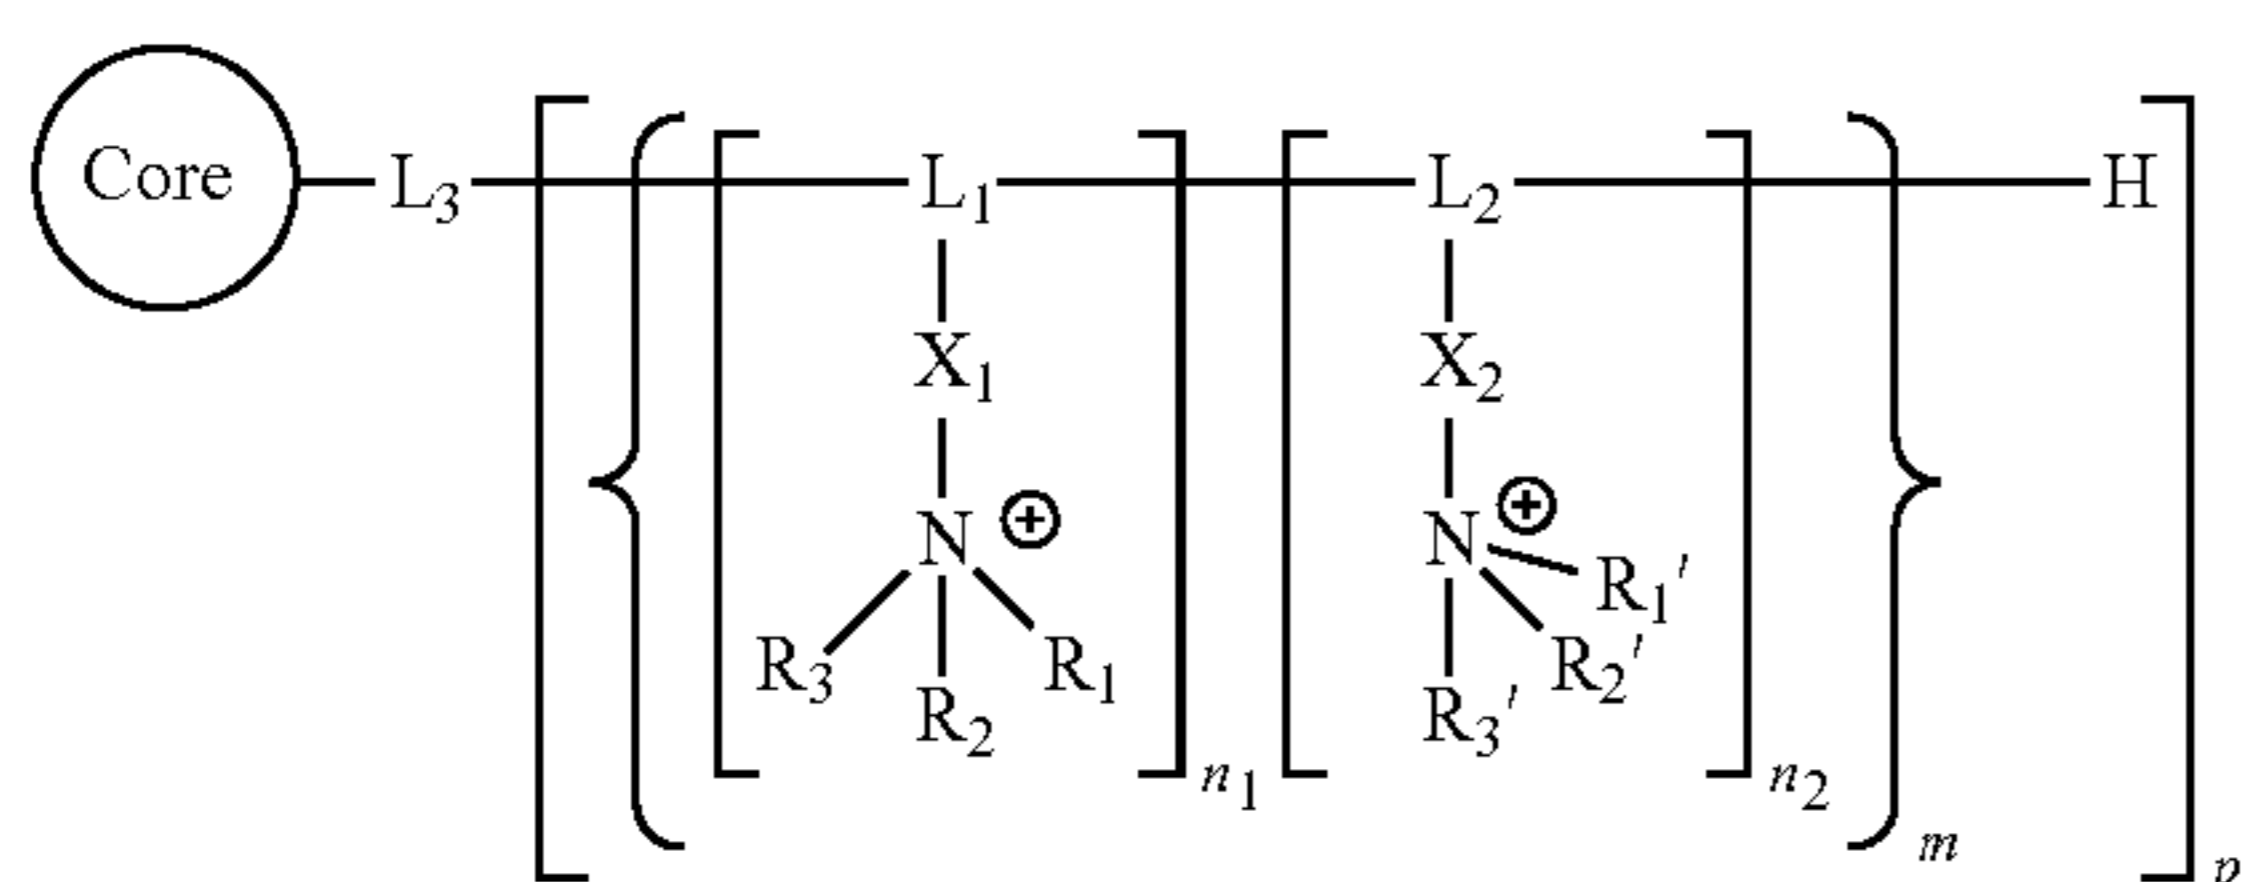 Core L₃ L₁ L₂ H
X₁ X₂
N ⊕ N ⊕
R₁′
R₃ R₁ R₂′
R₂ R₃′
n₁ n₂
m
p